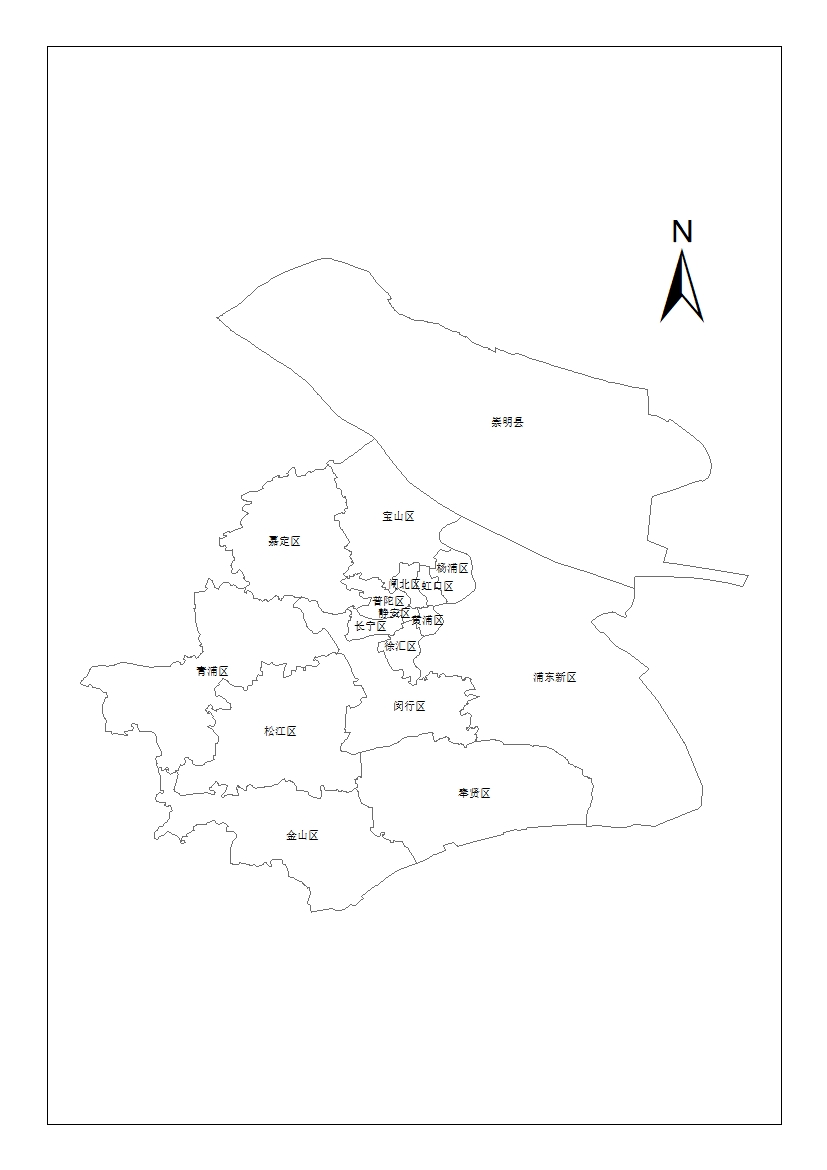 N
崇明县
宝山区
嘉定区
杨浦区
闸北区
虹口区
普陀区
静安区
黄浦区
长宁区
徐汇区
青浦区
浦东新区
闵行区
松江区
奉贤区
金山区